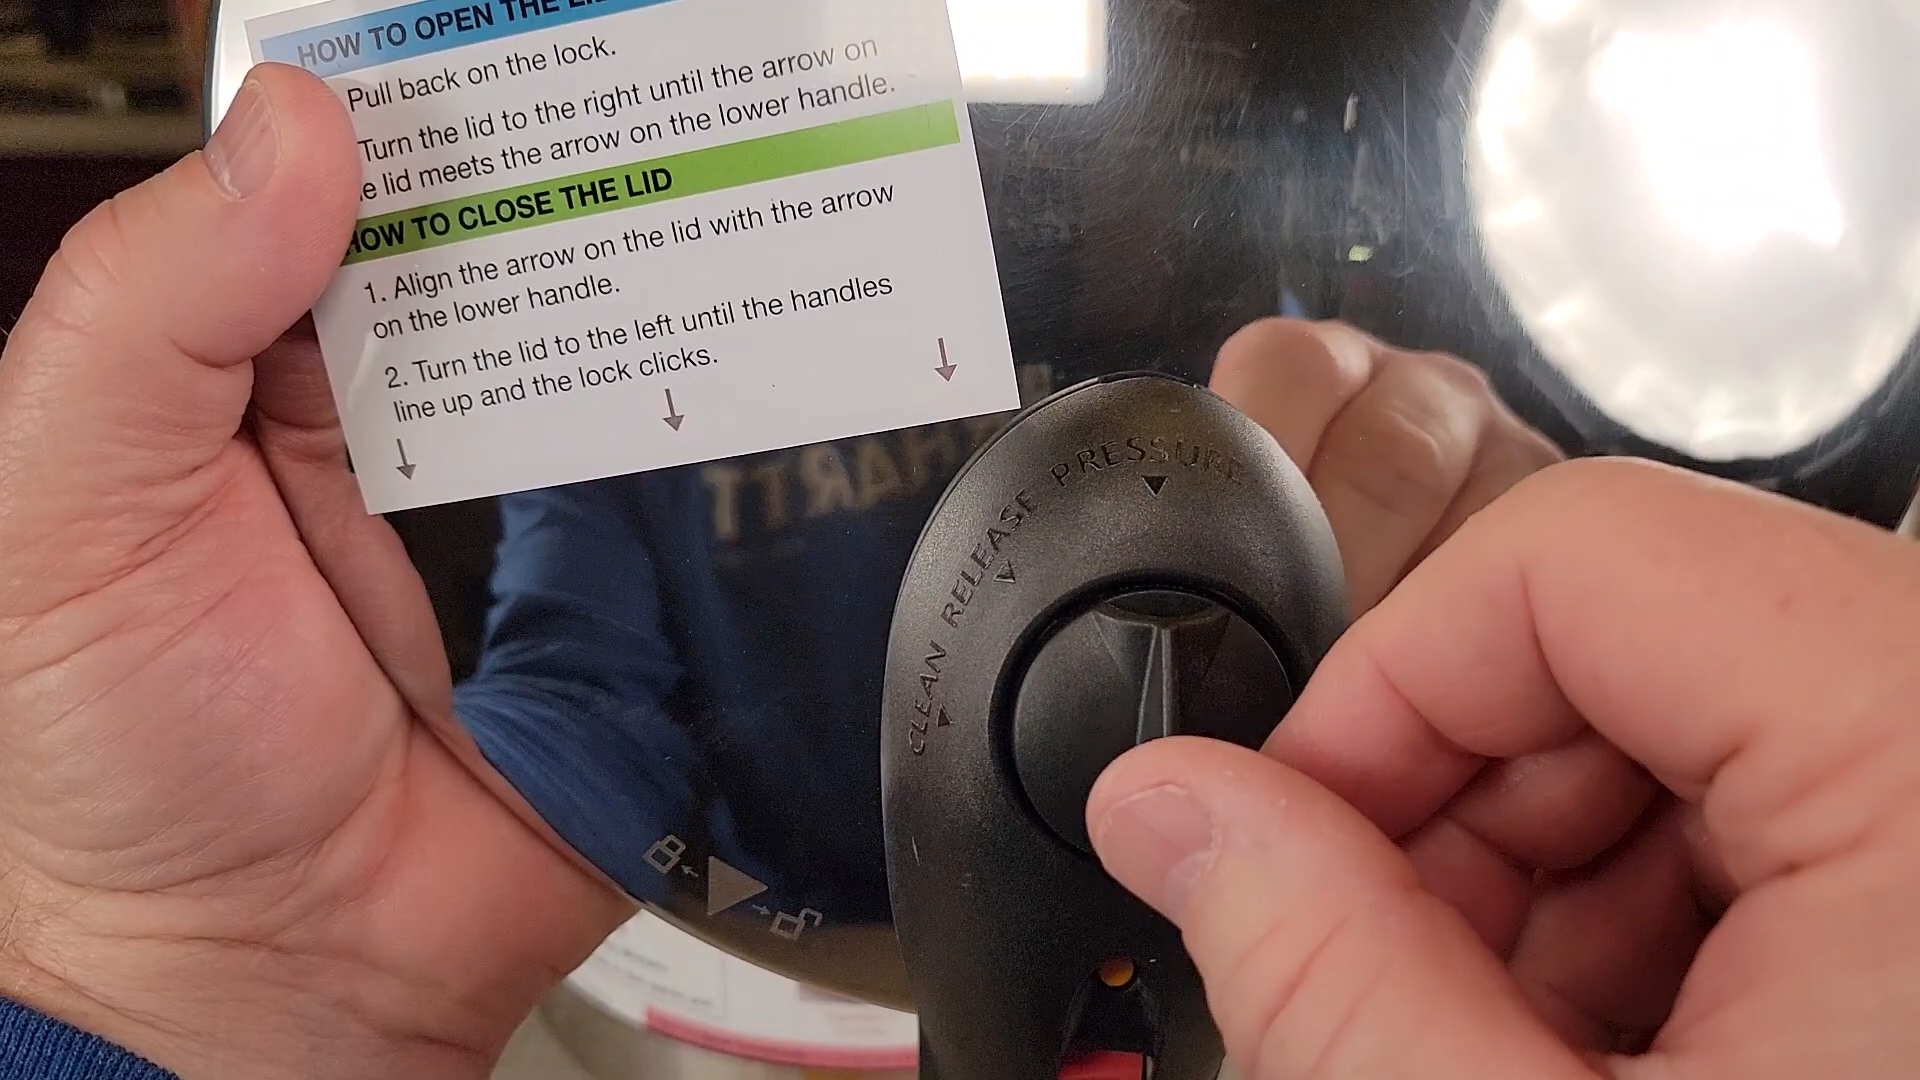 HOW TO OPEN THE
Pull back on the lock.
Turn the lid to the right until the arrow on
lid meets the arrow on the lower handle.
HOW TO CLOSE THE LID
1. Align the arrow on the lid with the arrow
on the lower handle.
2. Turn the lid to the left until the handles
line up and the lock clicks.
CLEAN RELEASE PRESSURE